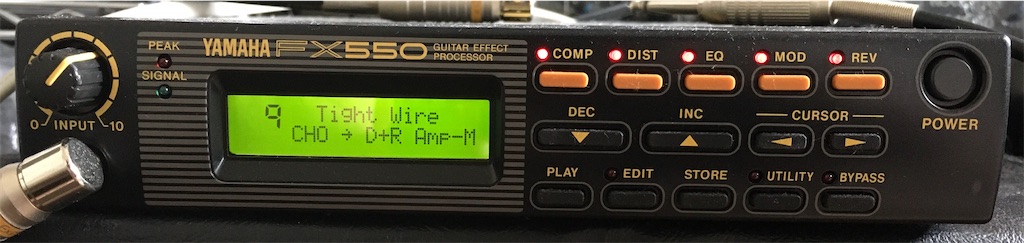 PEAK
SIGNAL
0 INPUT -10
YAMAHA FX550 GUITAR EFFECT
PROCESSOR
9 Tight Wire
CHO → D+R Amp-M
COMP DIST EQ MOD REV
DEC INC CURSOR
PLAY EDIT STORE UTILITY BYPASS
POWER